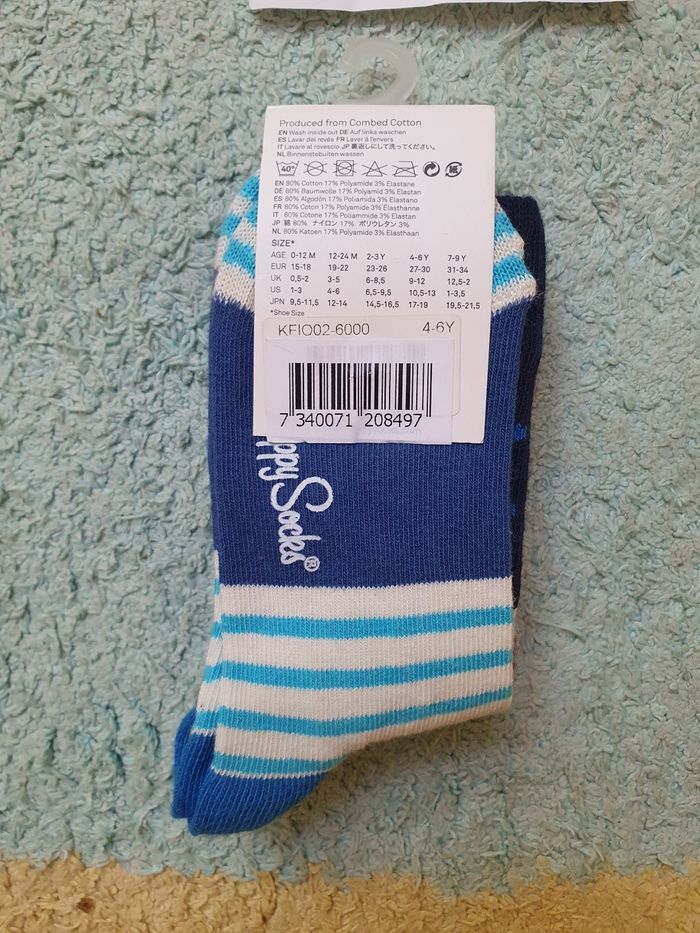 Produced from Combed Cotton
EN Wash inside out DE Auf links waschen
ES Lavar del revés FR Laver à l'envers
IT Lavare al rovescio JP 裏返しにして洗ってください。
NL Binnenstebuiten wassen
40°
EN 80% Cotton 17% Polyamide 3% Elastane
DE 80% Baumwolle 17% Polyamid 3% Elastan
ES 80% Algodón 17% Poliamida 3% Elastano
FR 80% Coton 17% Polyamide 3% Élasthanne
IT 80% Cotone 17% Poliammide 3% Elastan
JP 綿 80% ナイロン 17% ポリウレタン 3%
NL 80% Katoen 17% Polyamide 3% Elasthaan
SIZE*
AGE 0-12 M 12-24 M 2-3 Y 4-6 Y 7-9 Y
EUR 15-18 19-22 23-26 27-30 31-34
UK 0,5-2 3-5 6-8,5 9-12 12,5-2
US 1-3 4-6 6,5-9,5 10,5-13 1-3,5
JPN 9,5-11,5 12-14 14,5-16,5 17-19 19,5-21,5
*Shoe Size
KFIO02-6000 4-6Y
7 340071 208497
ppy Socks®